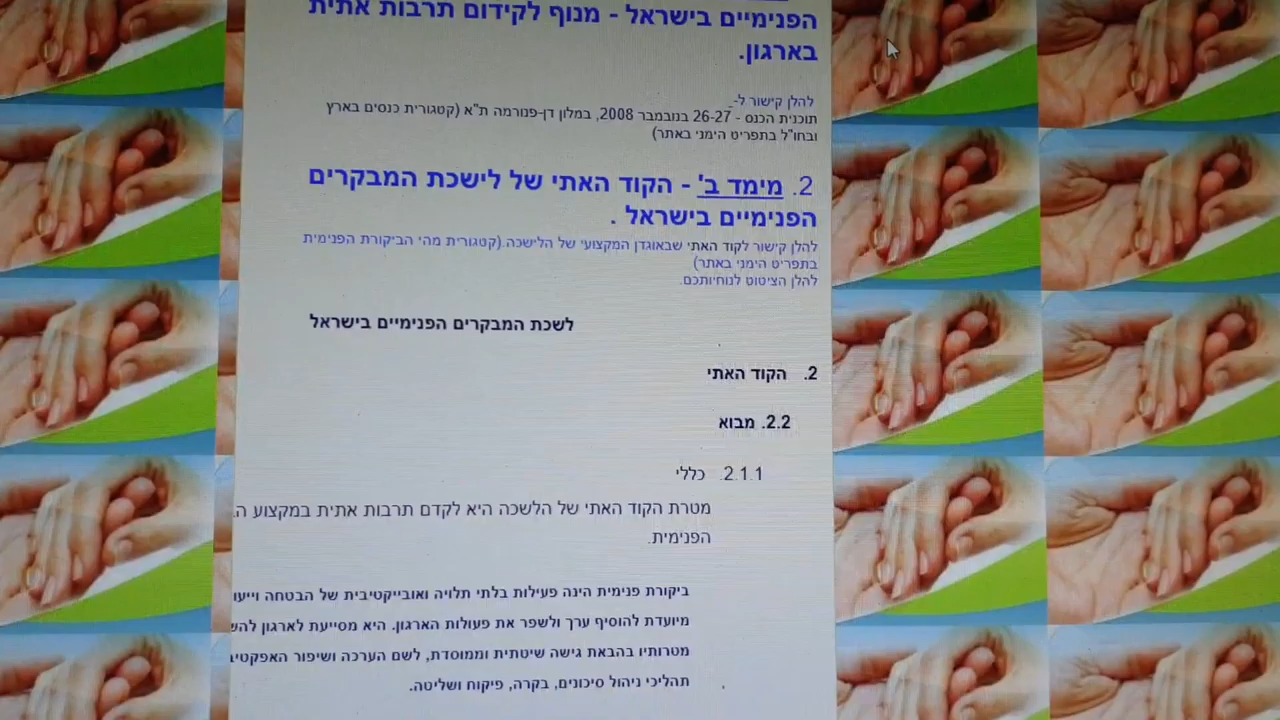 הפנימיים בישראל - מנוף לקידום תרבות אתית
בארגון.
להלן קישור ל-
תוכנית הכנס - 26-27 בנובמבר 2008, במלון דן-פנורמה ת"א (קטגורית כנסים בארץ
ובחו"ל בתפריט הימני באתר)
2. מימד ב' - הקוד האתי של לישכת המבקרים
הפנימיים בישראל .
להלן קישור לקוד האתי שבאוגדן המקצועי של הלישכה.(קטגורית מהי הביקורת הפנימית
בתפריט הימני באתר)
להלן הציטוט לנוחיותכם.
לשכת המבקרים הפנימיים בישראל
2. הקוד האתי
2.2. מבוא
2.1.1. כללי
מטרת הקוד האתי של הלשכה היא לקדם תרבות אתית במקצוע
הפנימית.
ביקורת פנימית הינה פעילות בלתי תלויה ואובייקטיבית של הבטחה
מיועדת להוסיף ערך ולשפר את פעולות הארגון. היא מסייעת לארגון
מטרותיו בהבאת גישה שיטתית וממוסדת, לשם הערכה ושיפור
תהליכי ניהול סיכונים, בקרה, פיקוח ושליטה.